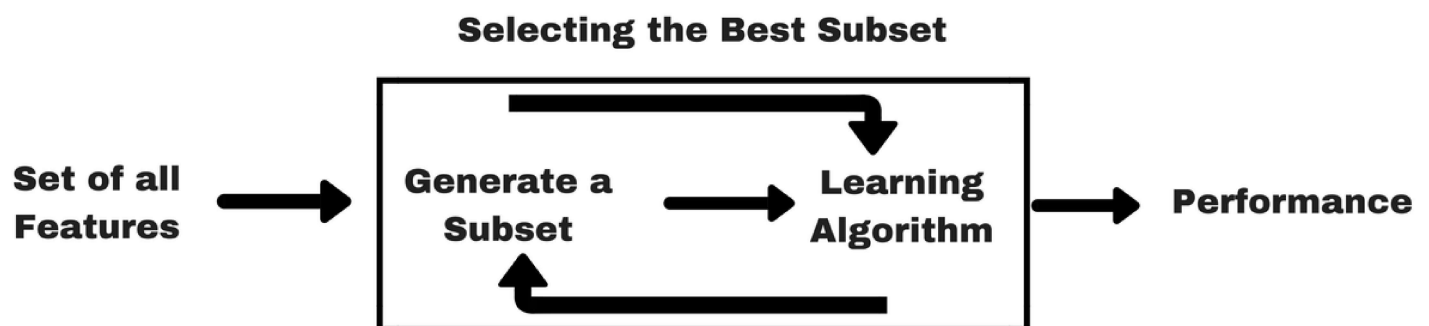 Selecting the Best Subset
Set of all
Features
Generate a
Subset
Learning
Algorithm
Performance